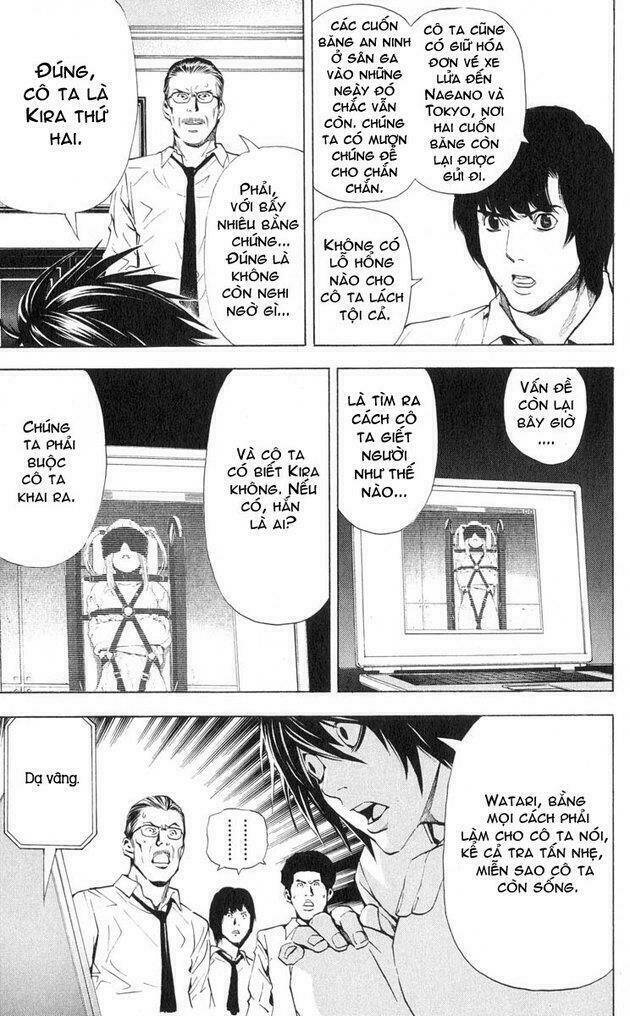 CÔ TA CŨNG
CÓ GIỮ HÓA
ĐƠN VÉ XE
LỬA ĐẾN
NAGANO VÀ
TOKYO, NƠI
HAI CUỐN
BĂNG CÒN
LẠI ĐƯỢC
GỬI ĐI.
CÁC CUỐN
BĂNG AN NINH
Ở SÂN GA
VÀO NHỮNG
NGÀY ĐÓ
CHẮC VẪN
CÒN. CHÚNG
TA CÓ MƯỢN
CHÚNG ĐỂ
CHO CHẮC
CHẮN.
KHÔNG CÓ
LỖ HỔNG
NÀO CHO
CÔ TA LÁCH
TỘI CẢ.
PHẢI,
VỚI BẤY
NHIÊU BẰNG
CHỨNG...
ĐÚNG LÀ
KHÔNG
CÒN NGHI
NGỜ GÌ...
ĐÚNG,
CÔ TA LÀ
KIRA THỨ
HAI.
VẤN ĐỀ
CÒN LẠI
BÂY GIỜ
....
LÀ TÌM RA
CÁCH CÔ
TA GIẾT
NGƯỜI
NHƯ THẾ
NÀO...
VÀ CÔ TA
CÓ BIẾT KIRA
KHÔNG. NẾU
CÓ, HẮN
LÀ AI?
CHÚNG
TA PHẢI
BUỘC
CÔ TA
KHAI RA.
WATARI, BẰNG
MỌI CÁCH PHẢI
LÀM CHO CÔ TA NÓI,
KỂ CẢ TRA TẤN NHẸ,
MIỄN SAO CÔ TA
CÒN SỐNG.
Dạ vâng.